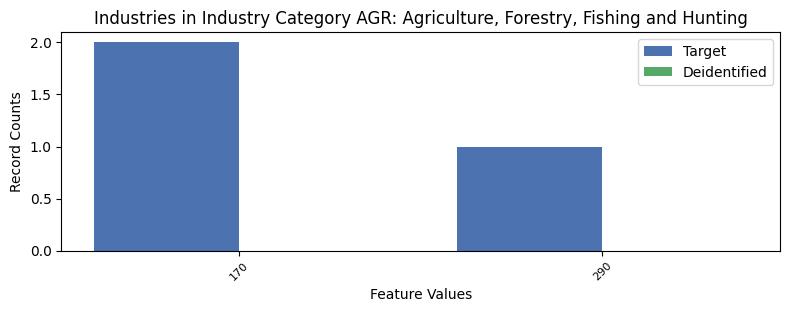 Industries in Industry Category AGR: Agriculture, Forestry, Fishing and Hunting
Target
Deidentified
Record Counts
2.0
1.5
1.0
0.5
0.0
170
290
Feature Values